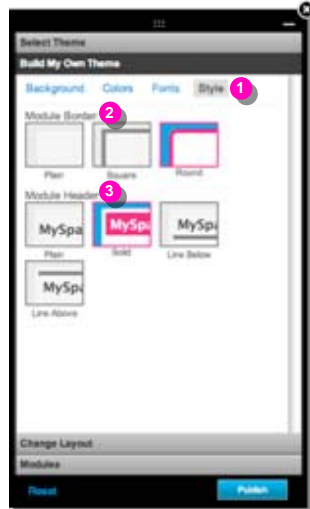 Select Theme
Build My Own Theme
Background Colors Fonts Style 1
Module Border 2
Plain Square Round
Module Header 3
MySpa MySpa MySpa
Plain Solid Line Below
MySpa
Line Above
Change Layout
Modules
Reset Publish